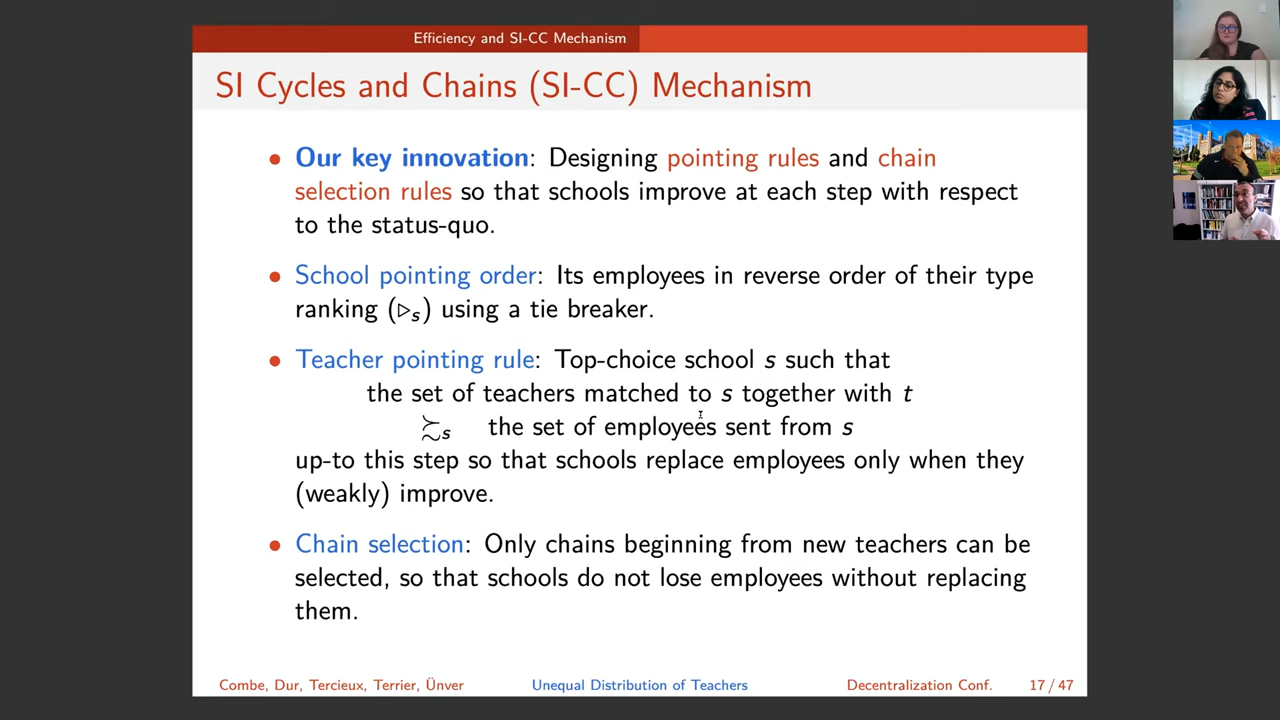 Efficiency and SI-CC Mechanism
SI Cycles and Chains (SI-CC) Mechanism
• Our key innovation: Designing pointing rules and chain
selection rules so that schools improve at each step with respect
to the status-quo.
• School pointing order: Its employees in reverse order of their type
ranking (▷ₛ) using a tie breaker.
• Teacher pointing rule: Top-choice school s such that
the set of teachers matched to s together with t
≿ₛ the set of employees sent from s
up-to this step so that schools replace employees only when they
(weakly) improve.
• Chain selection: Only chains beginning from new teachers can be
selected, so that schools do not lose employees without replacing
them.
Combe, Dur, Tercieux, Terrier, Ünver Unequal Distribution of Teachers Decentralization Conf. 17 / 47